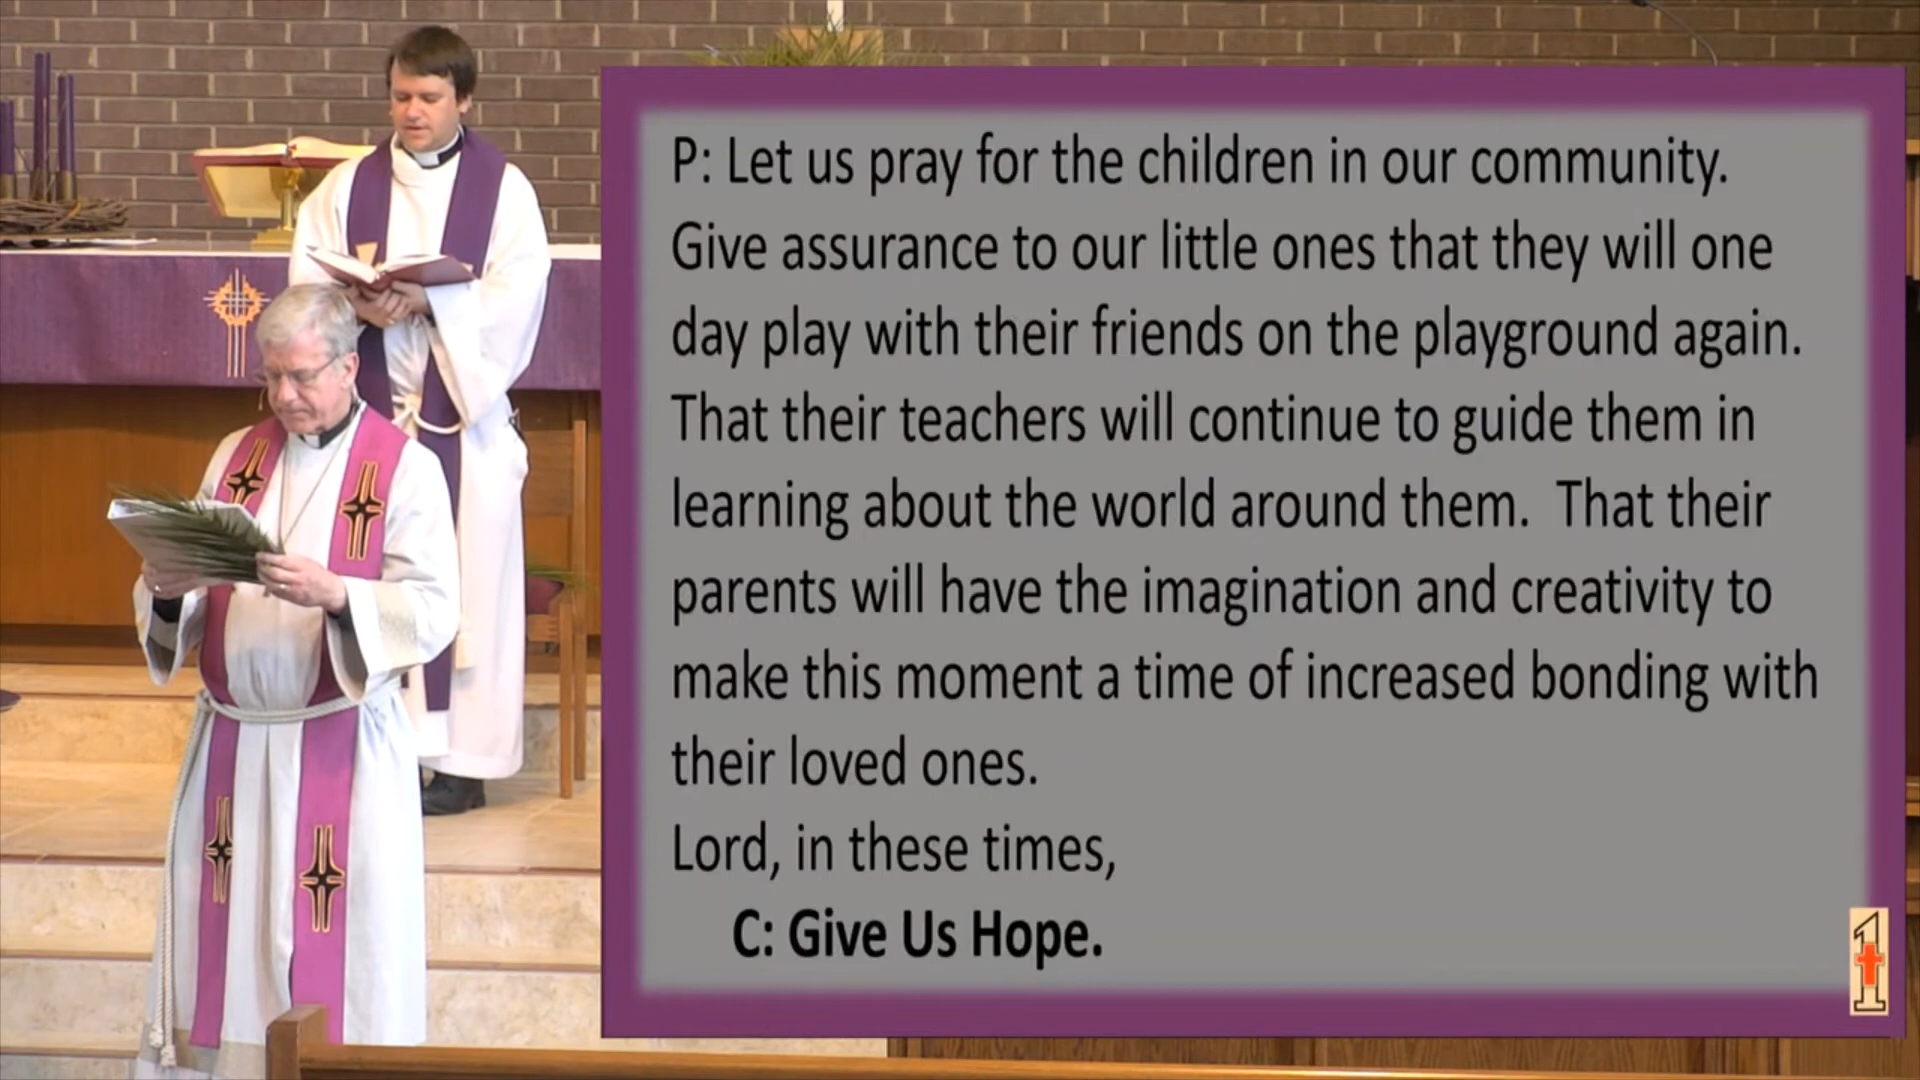 P: Let us pray for the children in our community.
Give assurance to our little ones that they will one
day play with their friends on the playground again.
That their teachers will continue to guide them in
learning about the world around them.  That their
parents will have the imagination and creativity to
make this moment a time of increased bonding with
their loved ones.
Lord, in these times,
C: Give Us Hope.
1